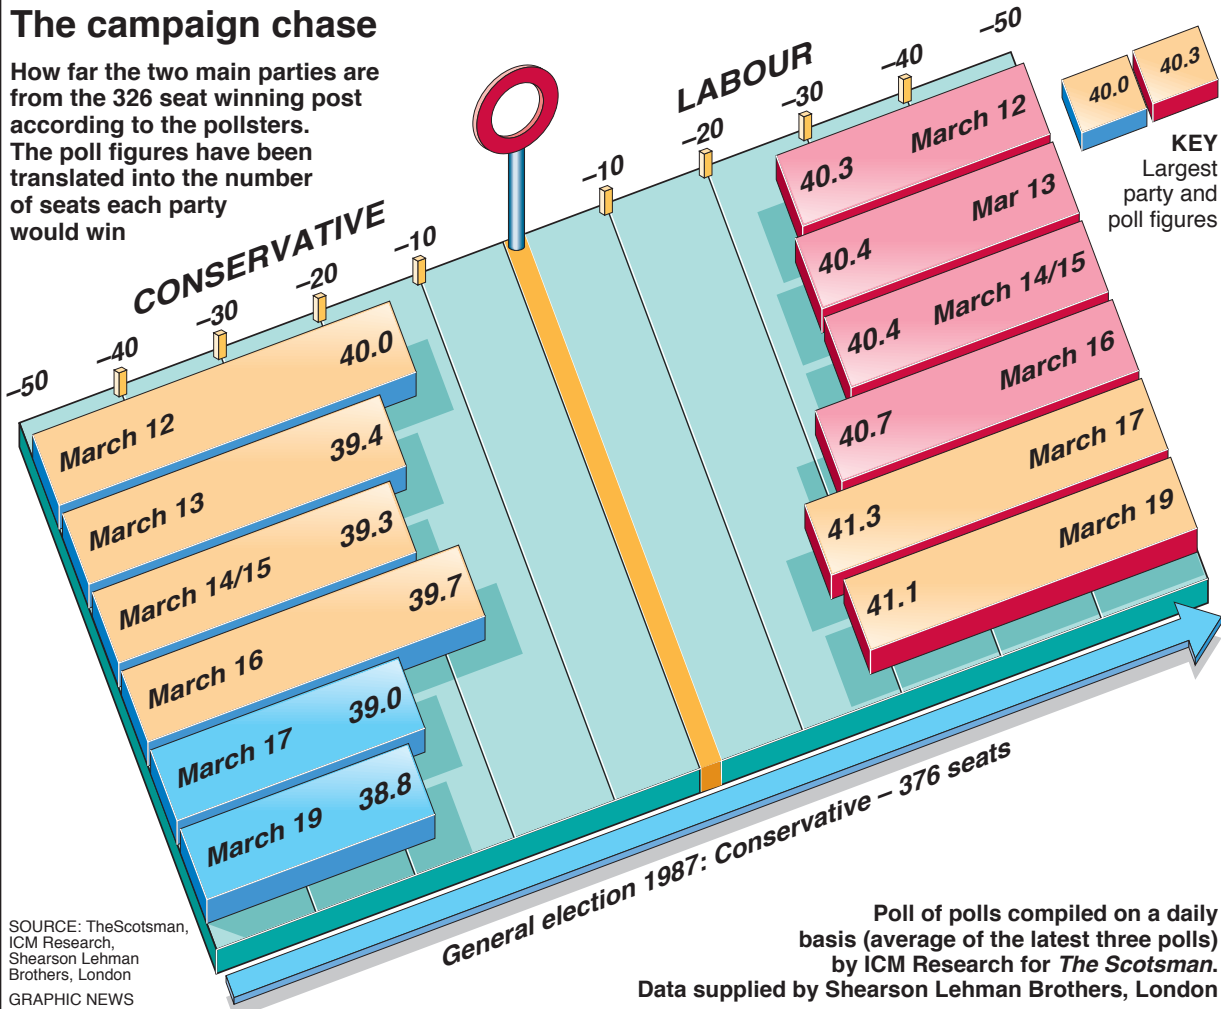 The campaign chase
How far the two main parties are
from the 326 seat winning post
according to the pollsters.
The poll figures have been
translated into the number
of seats each party
would win
CONSERVATIVE
–50
–40
–30
–20
–10
LABOUR
–10
–20
–30
–40
–50
40.0
40.3
KEY
Largest
party and
poll figures
March 12 40.0
March 13 39.4
March 14/15 39.3
March 16 39.7
March 17 39.0
March 19 38.8
40.3 March 12
40.4 Mar 13
40.4 March 14/15
40.7 March 16
41.3 March 17
41.1 March 19
General election 1987: Conservative – 376 seats
SOURCE: TheScotsman,
ICM Research,
Shearson Lehman
Brothers, London
GRAPHIC NEWS
Poll of polls compiled on a daily
basis (average of the latest three polls)
by ICM Research for The Scotsman.
Data supplied by Shearson Lehman Brothers, London